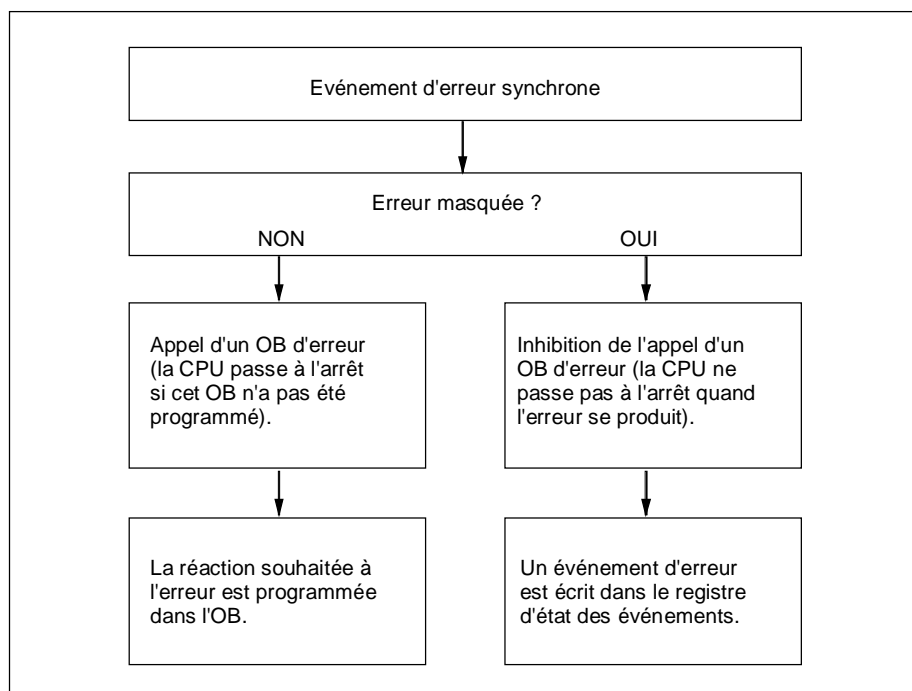 Evénement d'erreur synchrone
Erreur masquée ?
NON
OUI
Appel d'un OB d'erreur
(la CPU passe à l'arrêt
si cet OB n'a pas été
programmé).
Inhibition de l'appel d'un
OB d'erreur (la CPU ne
passe pas à l'arrêt quand
l'erreur se produit).
La réaction souhaitée à
l'erreur est programmée
dans l'OB.
Un événement d'erreur
est écrit dans le registre
d'état des événements.